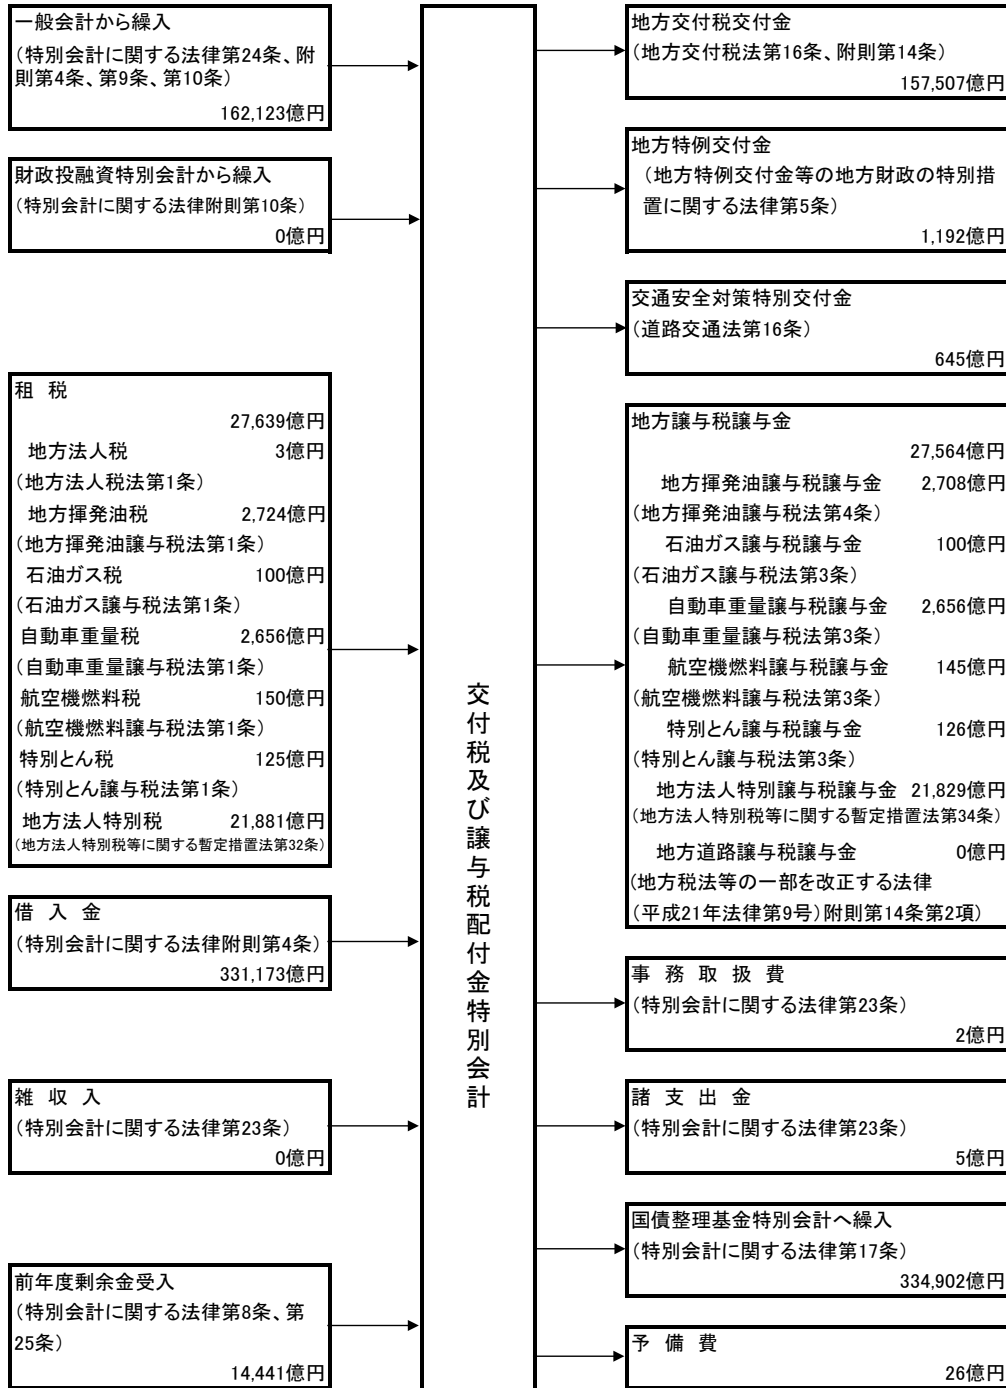 一般会計から繰入
(特別会計に関する法律第24条、附
則第4条、第9条、第10条)
162,123億円
財政投融資特別会計から繰入
(特別会計に関する法律附則第10条)
0億円
租 税
27,639億円
地方法人税 3億円
(地方法人税法第1条)
地方揮発油税 2,724億円
(地方揮発油譲与税法第1条)
石油ガス税 100億円
(石油ガス譲与税法第1条)
自動車重量税 2,656億円
(自動車重量譲与税法第1条)
航空機燃料税 150億円
(航空機燃料譲与税法第1条)
特別とん税 125億円
(特別とん譲与税法第1条)
地方法人特別税 21,881億円
(地方法人特別税等に関する暫定措置法第32条)
借 入 金
(特別会計に関する法律附則第4条)
331,173億円
雑 収 入
(特別会計に関する法律第23条)
0億円
前年度剰余金受入
(特別会計に関する法律第8条、第
25条)
14,441億円
交付税及び譲与税配付金特別会計
地方交付税交付金
(地方交付税法第16条、附則第14条)
157,507億円
地方特例交付金
(地方特例交付金等の地方財政の特別措
置に関する法律第5条)
1,192億円
交通安全対策特別交付金
(道路交通法第16条)
645億円
地方譲与税譲与金
27,564億円
地方揮発油譲与税譲与金 2,708億円
(地方揮発油譲与税法第4条)
石油ガス譲与税譲与金 100億円
(石油ガス譲与税法第3条)
自動車重量譲与税譲与金 2,656億円
(自動車重量譲与税法第3条)
航空機燃料譲与税譲与金 145億円
(航空機燃料譲与税法第3条)
特別とん譲与税譲与金 126億円
(特別とん譲与税法第3条)
地方法人特別譲与税譲与金 21,829億円
(地方法人特別税等に関する暫定措置法第34条)
地方道路譲与税譲与金 0億円
(地方税法等の一部を改正する法律
(平成21年法律第9号)附則第14条第2項)
事 務 取 扱 費
(特別会計に関する法律第23条)
2億円
諸 支 出 金
(特別会計に関する法律第23条)
5億円
国債整理基金特別会計へ繰入
(特別会計に関する法律第17条)
334,902億円
予 備 費
26億円